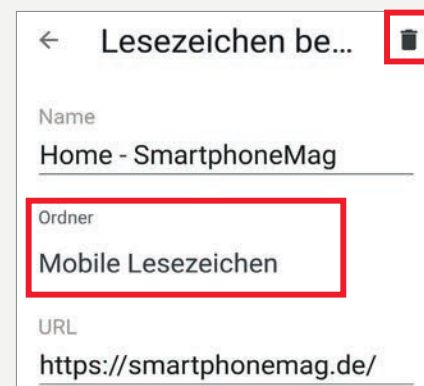 Lesezeichen be...
Name
Home - SmartphoneMag
Ordner
Mobile Lesezeichen
URL
https://smartphonemag.de/